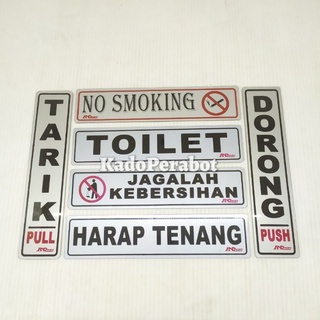 TARIK
PULL
NO SMOKING
TOILET
KadoPerabot
JAGALAH
KEBERSIHAN
HARAP TENANG
DORONG
PUSH